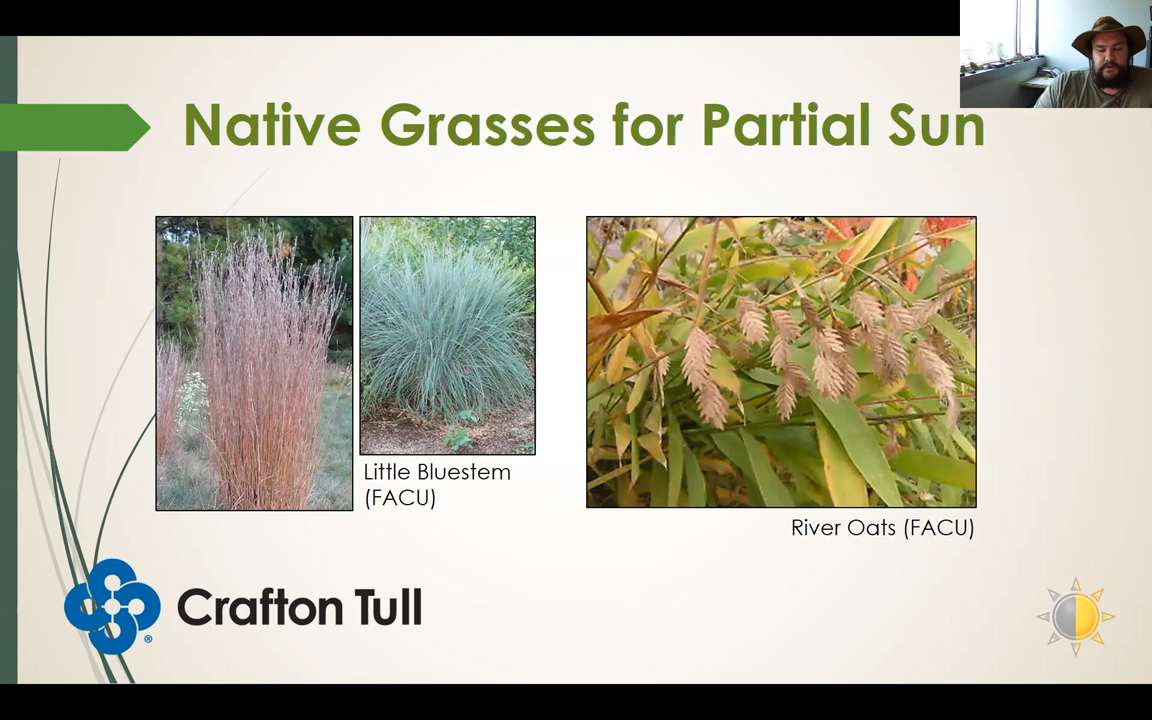 Native Grasses for Partial Sun
Little Bluestem
(FACU)
River Oats (FACU)
Crafton Tull
®